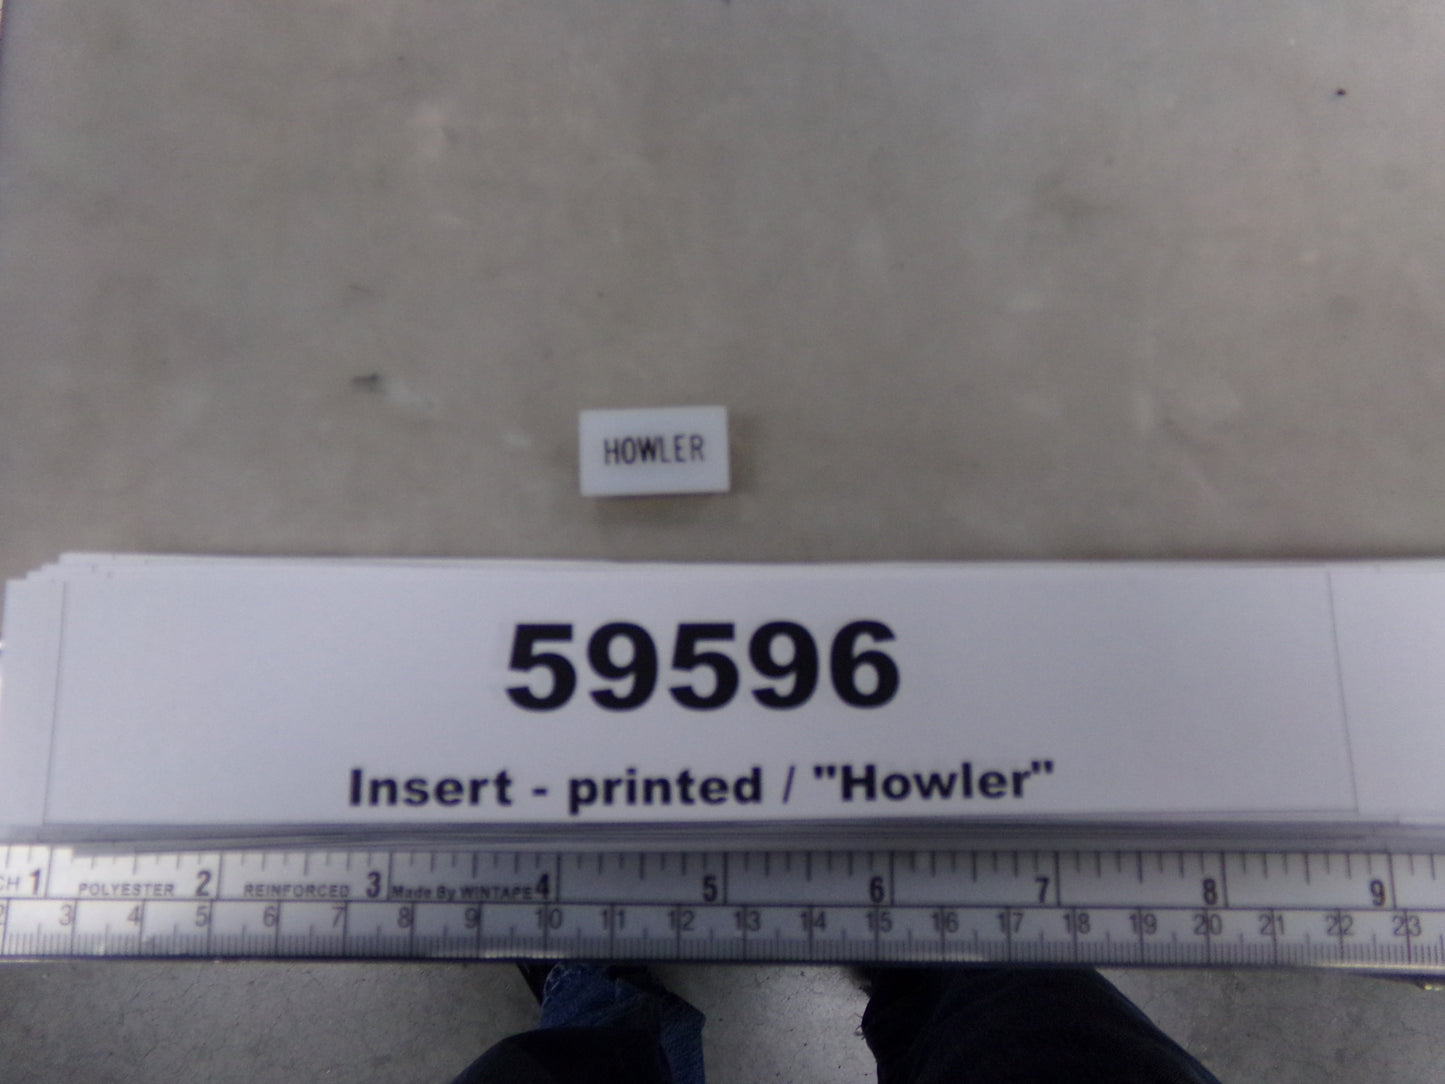 HOWLER
59596
Insert - printed / "Howler"
CH 1 POLYESTER 2 REINFORCED 3 Made By WINTAPE 4 5 6 7 8 9
2 3 4 5 6 7 8 9 10 11 12 13 14 15 16 17 18 19 20 21 22 23